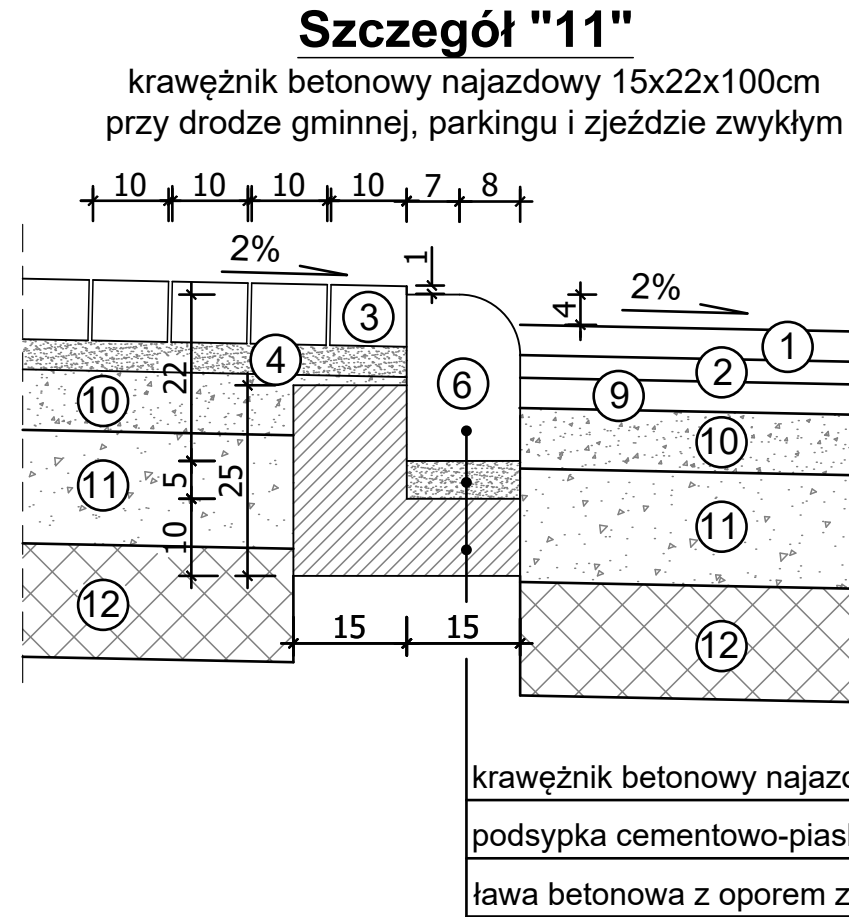 Szczegół "11"
krawężnik betonowy najazdowy 15x22x100cm
przy drodze gminnej, parkingu i zjeździe zwykłym
10 10 10 10 7 8
2% 1
4 2%
3 1
4 22 6 2
9
10 10
11 5 25
10 11
12 12
15 15
krawężnik betonowy najazd
podsypka cementowo-pias
ława betonowa z oporem z